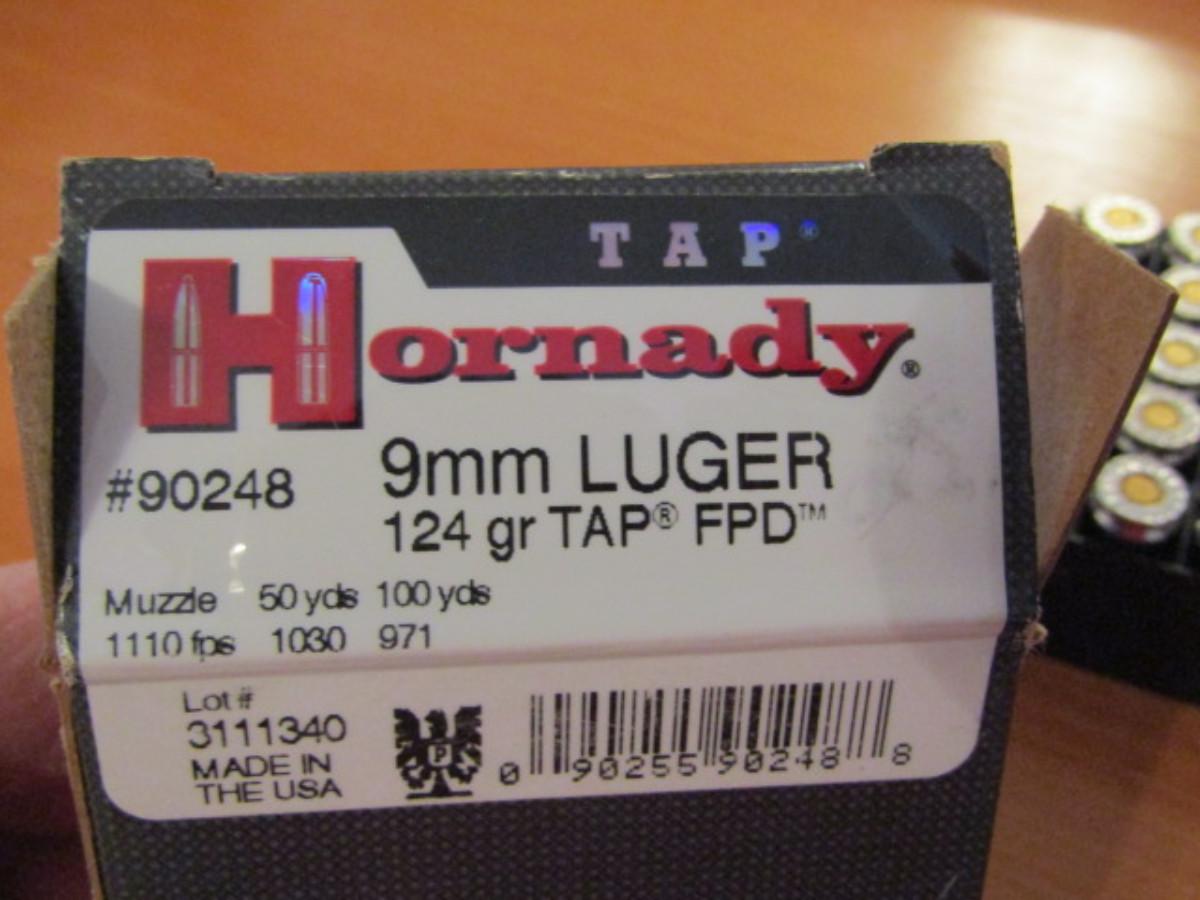 TAP®
Hornady®
#90248
9mm LUGER
124 gr TAP® FPD™
Muzzle 50 yds 100 yds
1110 fps 1030 971
Lot #
3111340
MADE IN
THE USA
P
0 90255 90248 8